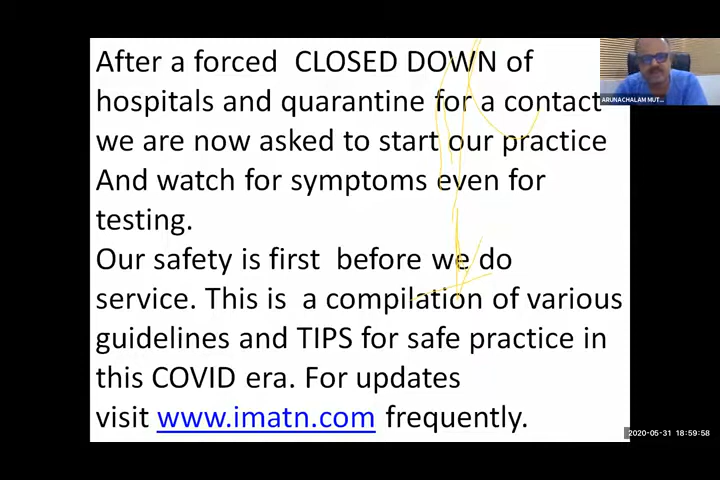 After a forced CLOSED DOWN of
hospitals and quarantine for a contact
we are now asked to start our practice
And watch for symptoms even for
testing.
Our safety is first before we do
service. This is a compilation of various
guidelines and TIPS for safe practice in
this COVID era. For updates
visit www.imatn.com frequently.
ARUNACHALAM MUT...
2020-05-31 18:59:58